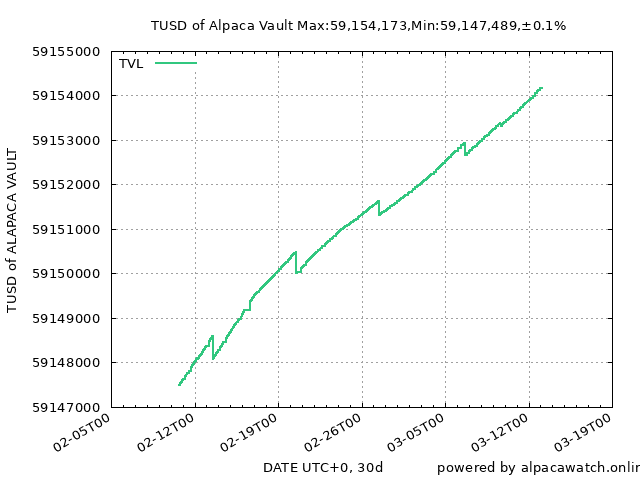 TUSD of Alpaca Vault Max:59,154,173,Min:59,147,489,±0.1%
TVL
59155000
59154000
59153000
59152000
59151000
59150000
59149000
59148000
59147000
TUSD of ALAPACA VAULT
02-05T00
02-12T00
02-19T00
02-26T00
03-05T00
03-12T00
03-19T00
DATE UTC+0, 30d
powered by alpacawatch.onlin